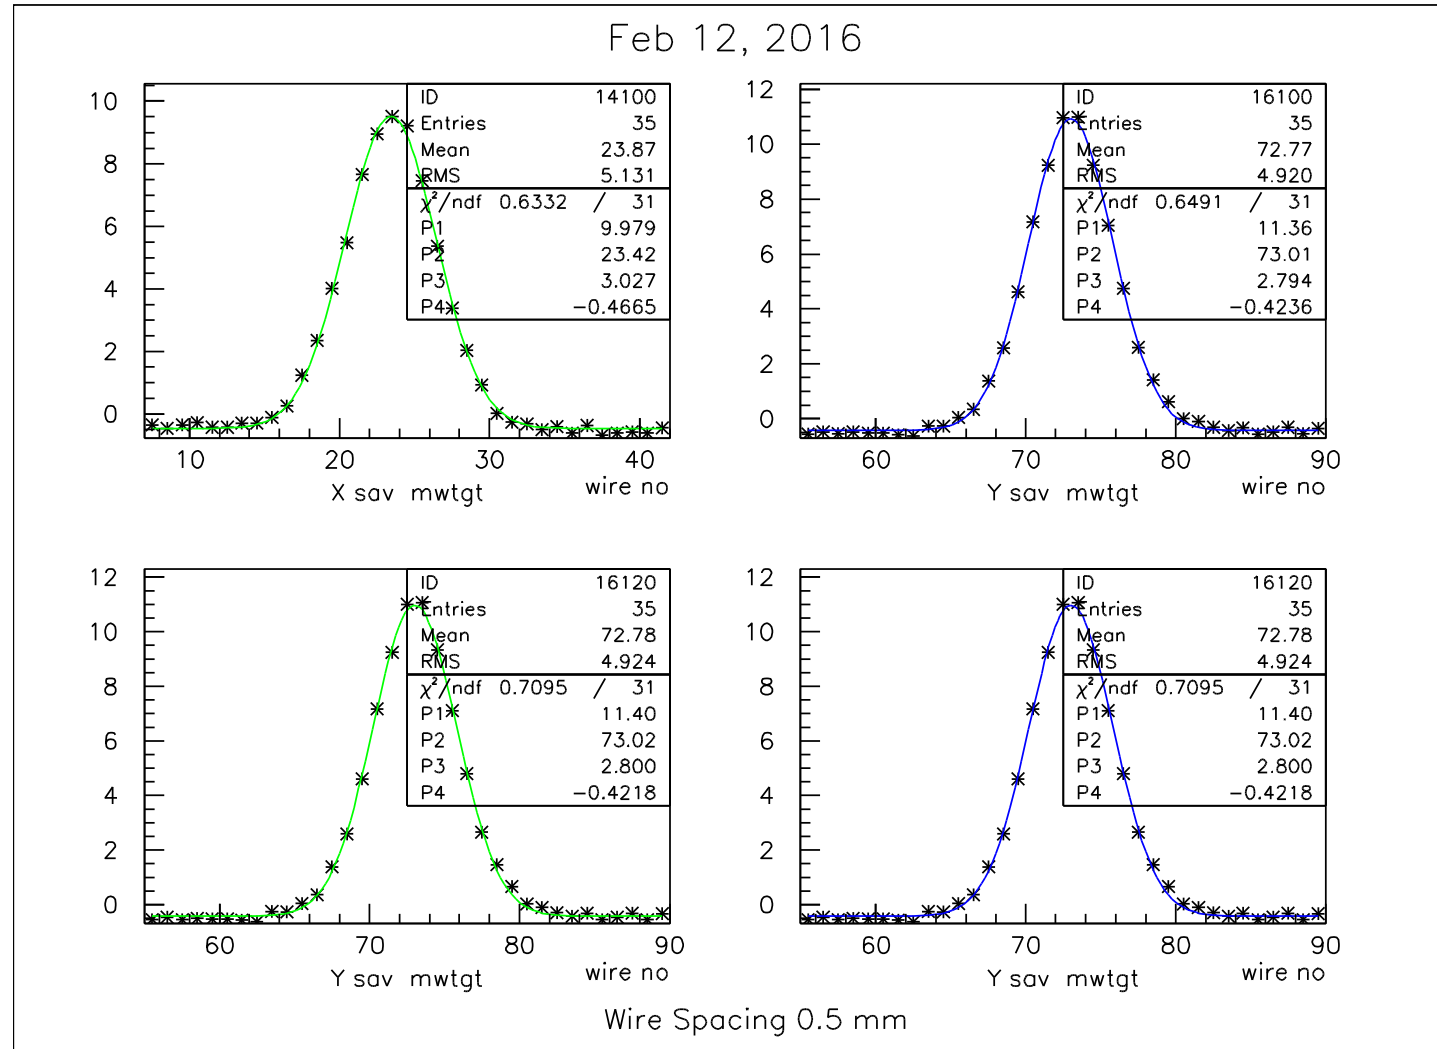 Feb 12, 2016
ID 14100
Entries 35
Mean 23.87
RMS 5.131
χ²/ndf 0.6332 / 31
P1 9.979
P2 23.42
P3 3.027
P4 −0.4665
10
8
6
4
2
0
10 20 30 40
X sav mwtgt wire no
ID 16100
Entries 35
Mean 72.77
RMS 4.920
χ²/ndf 0.6491 / 31
P1 11.36
P2 73.01
P3 2.794
P4 −0.4236
12
10
8
6
4
2
0
60 70 80 90
Y sav mwtgt wire no
ID 16120
Entries 35
Mean 72.78
RMS 4.924
χ²/ndf 0.7095 / 31
P1 11.40
P2 73.02
P3 2.800
P4 −0.4218
12
10
8
6
4
2
0
60 70 80 90
Y sav mwtgt wire no
ID 16120
Entries 35
Mean 72.78
RMS 4.924
χ²/ndf 0.7095 / 31
P1 11.40
P2 73.02
P3 2.800
P4 −0.4218
12
10
8
6
4
2
0
60 70 80 90
Y sav mwtgt wire no
Wire Spacing 0.5 mm